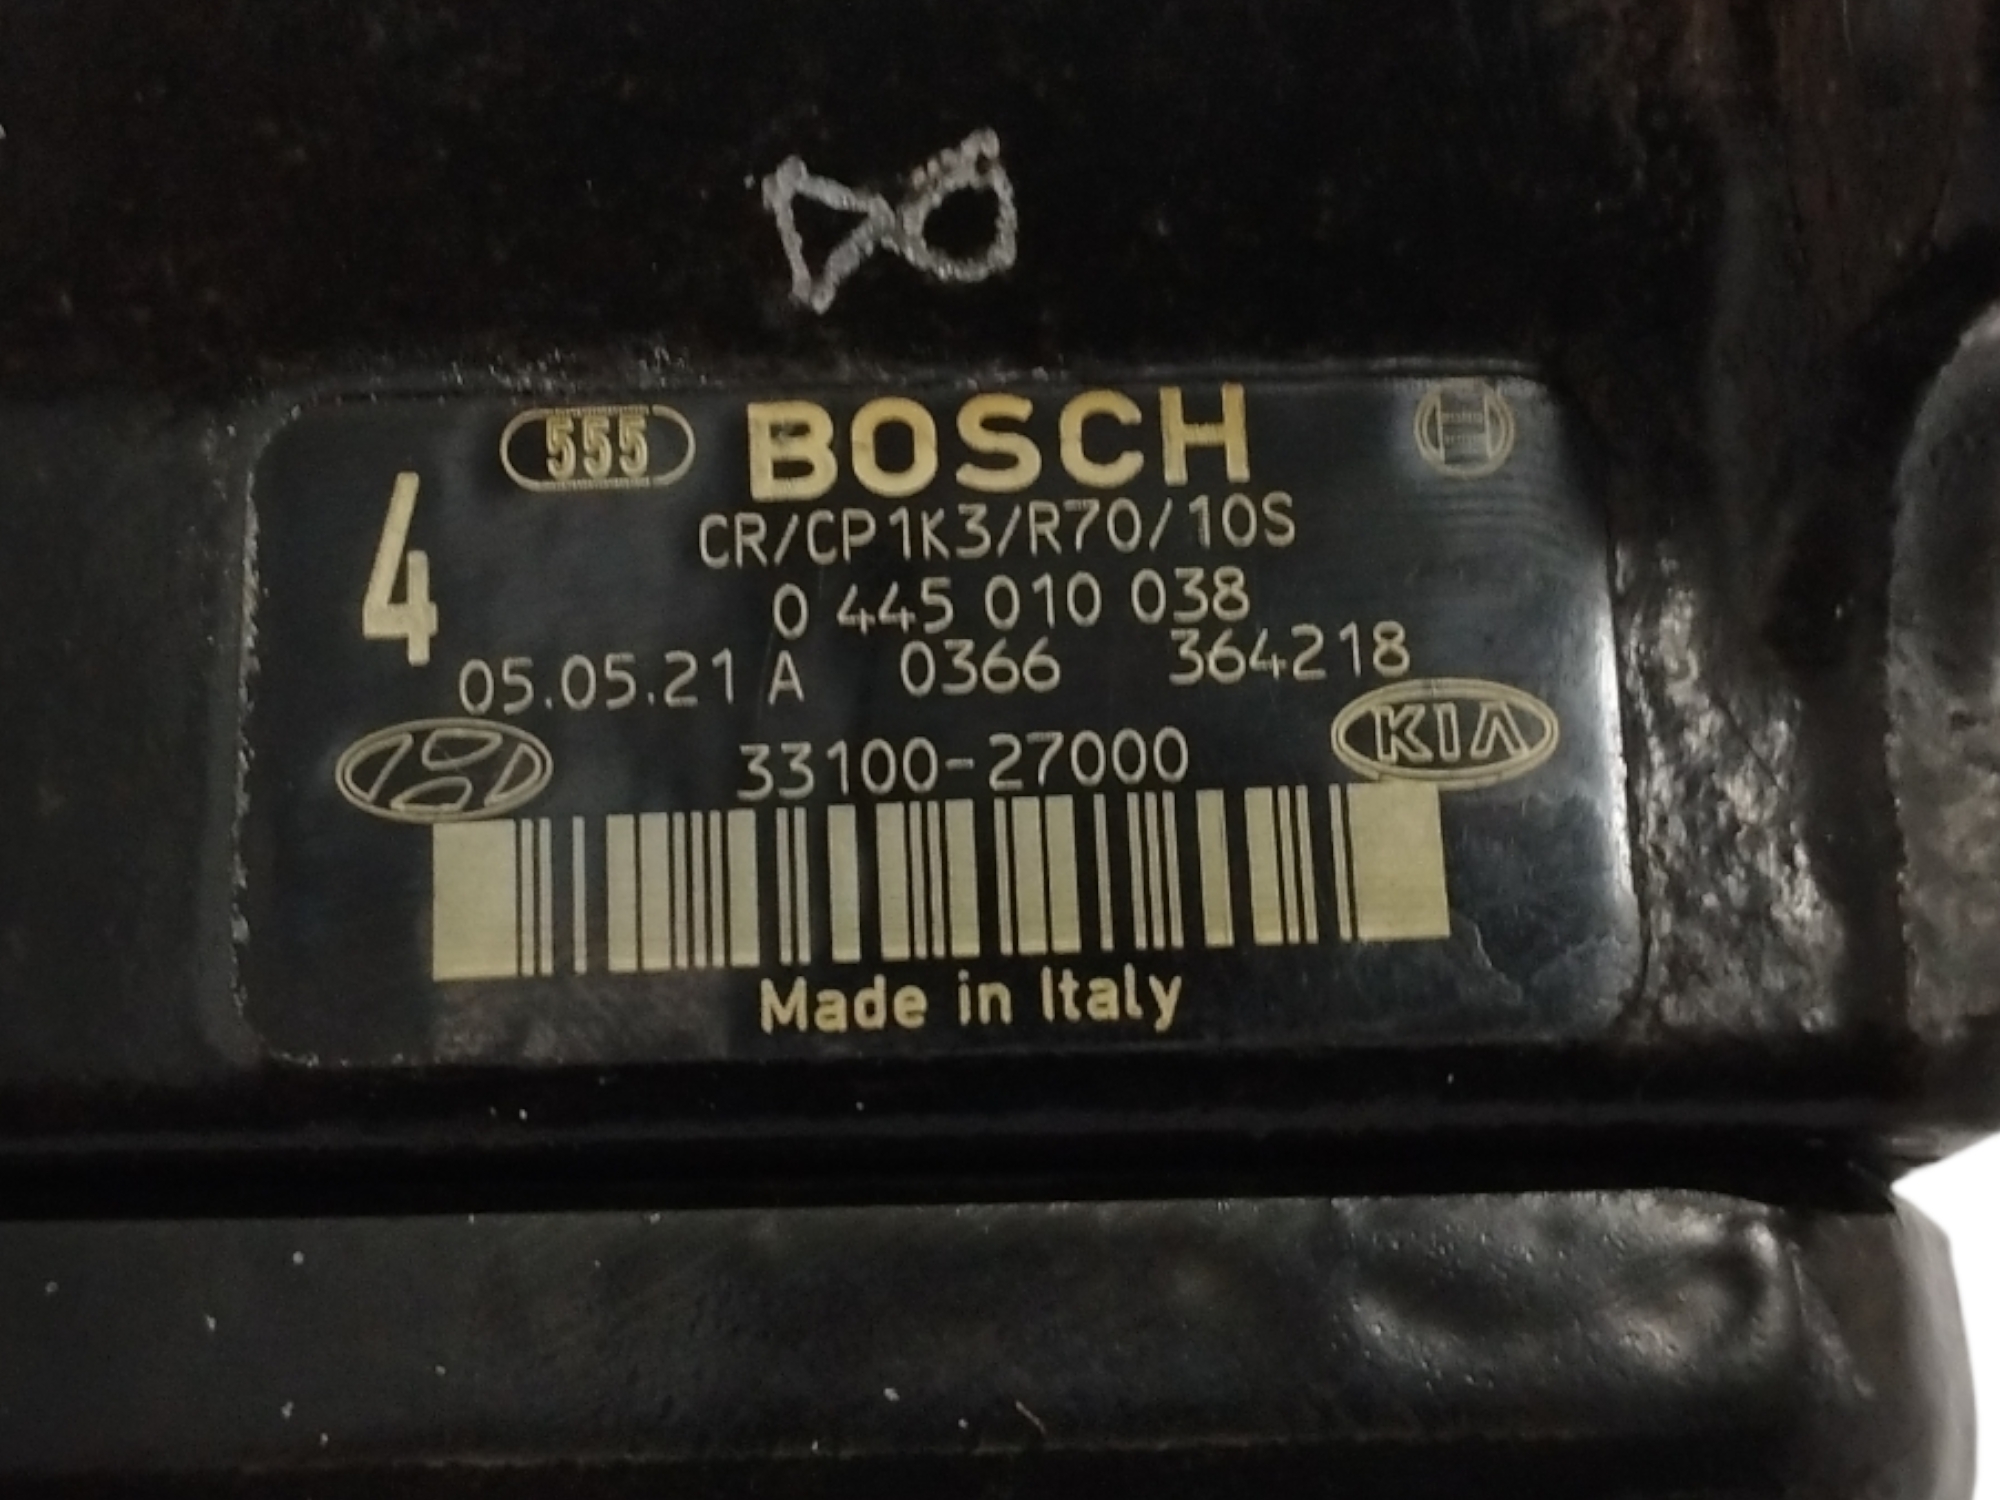 555 BOSCH
4
CR/CP1K3/R70/10S
0 445 010 038
05.05.21 A 0366 364218
KIA
33100-27000
Made in Italy